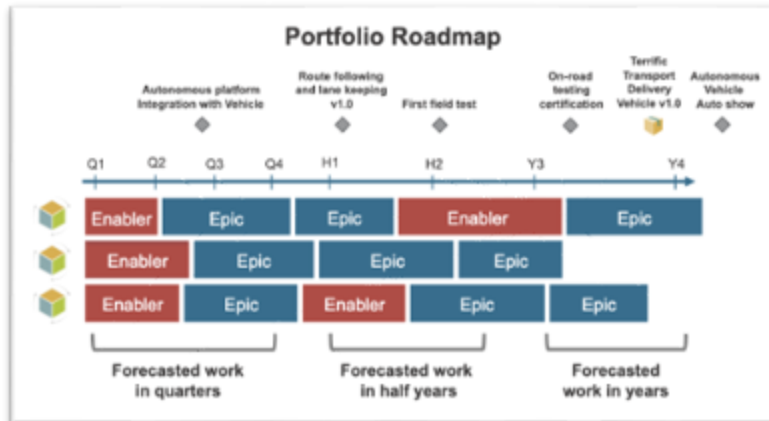 Portfolio Roadmap
Autonomous platform
Integration with Vehicle
Route following
and lane keeping
v1.0
First field test
On-road
testing
certification
Terrific
Transport
Delivery
Vehicle v1.0
Autonomous
Vehicle
Auto show
Q1 Q2 Q3 Q4 H1 H2 Y3 Y4
Enabler Epic Epic Enabler Epic
Enabler Epic Epic Epic
Enabler Epic Enabler Epic Epic
Forecasted work
in quarters
Forecasted work
in half years
Forecasted
work in years